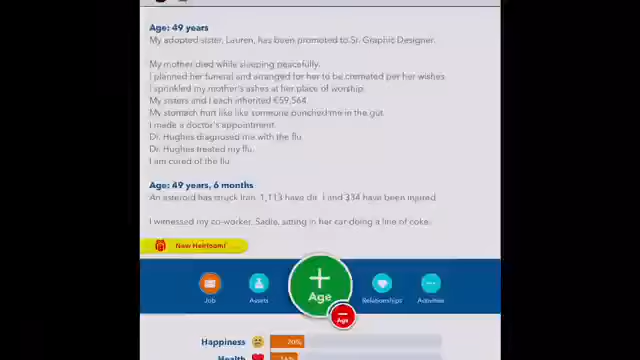 Age: 49 years
My adopted sister, Lauren, has been promoted to Sr. Graphic Designer.
My mother died while sleeping peacefully.
I planned her funeral and arranged for her to be cremated per her wishes.
I sprinkled my mother's ashes at her place of worship.
My sisters and I each inherited €59,564.
My stomach hurt like like someone punched me in the gut.
I made a doctor's appointment.
Dr. Hughes diagnosed me with the flu.
Dr. Hughes treated my flu.
I am cured of the flu.
Age: 49 years, 6 months
An asteroid has struck Iran. 1,113 have di and 334 have been injured.
I witnessed my co-worker, Sadie, sitting in her car doing a line of coke.
New Heirloom!
Age
Job
Assets
Relationships
Activities
Age
Happiness 20%
Health 16%